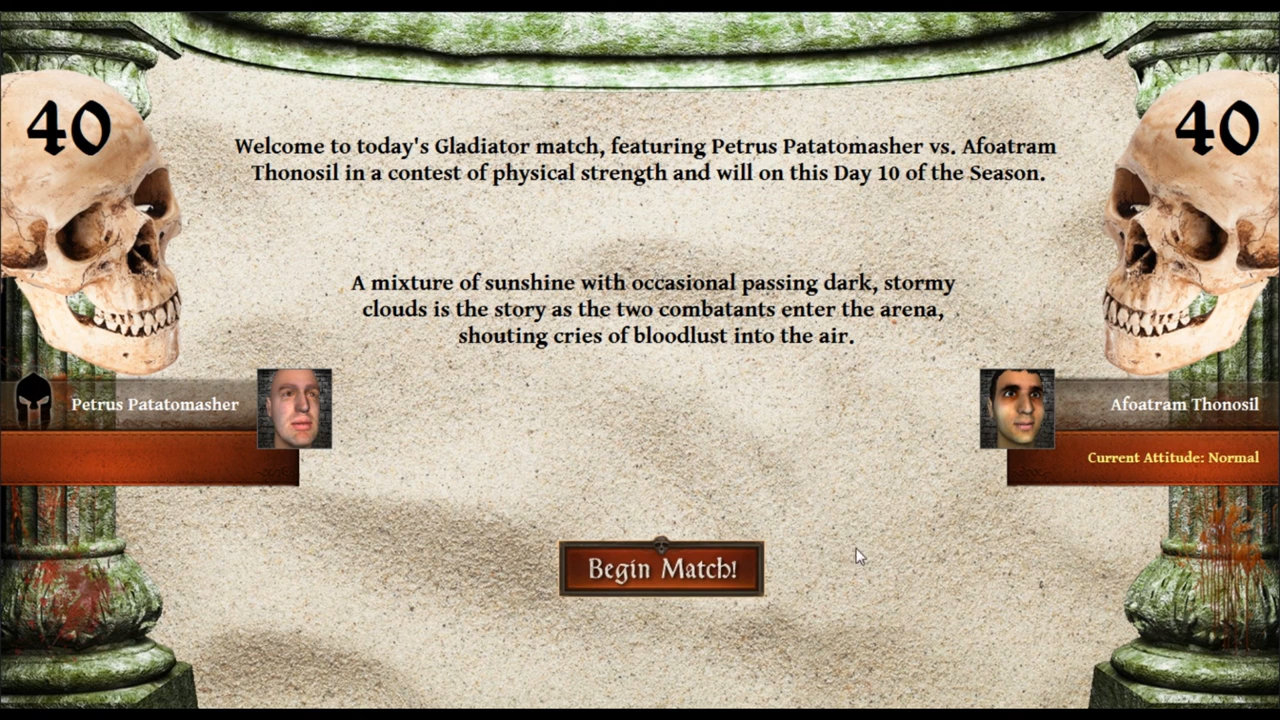 40
40
Welcome to today's Gladiator match, featuring Petrus Patatomasher vs. Afoatram
Thonosil in a contest of physical strength and will on this Day 10 of the Season.
A mixture of sunshine with occasional passing dark, stormy
clouds is the story as the two combatants enter the arena,
shouting cries of bloodlust into the air.
Petrus Patatomasher
Afoatram Thonosil
Current Attitude: Normal
Begin Match!